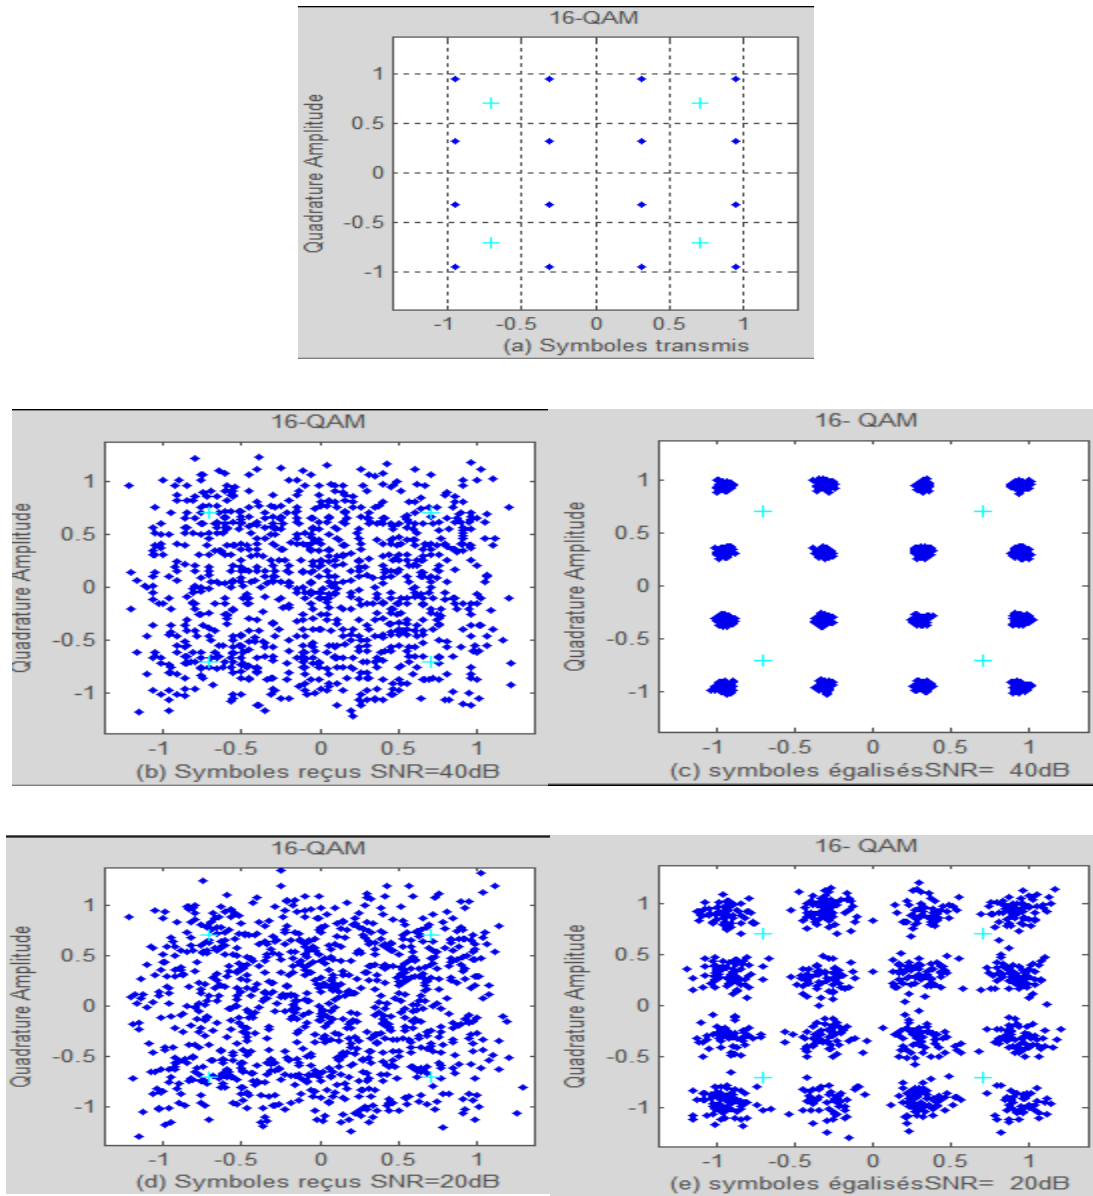 16-QAM
Quadrature Amplitude
1
0.5
0
-0.5
-1
-1 -0.5 0 0.5 1
(a) Symboles transmis
16-QAM
Quadrature Amplitude
1
0.5
0
-0.5
-1
-1 -0.5 0 0.5 1
(b) Symboles reçus SNR=40dB
16- QAM
Quadrature Amplitude
1
0.5
0
-0.5
-1
-1 -0.5 0 0.5 1
(c) symboles égalisésSNR= 40dB
16-QAM
Quadrature Amplitude
1
0.5
0
-0.5
-1
-1 -0.5 0 0.5 1
(d) Symboles reçus SNR=20dB
16- QAM
Quadrature Amplitude
1
0.5
0
-0.5
-1
-1 -0.5 0 0.5 1
(e) symboles égalisésSNR= 20dB